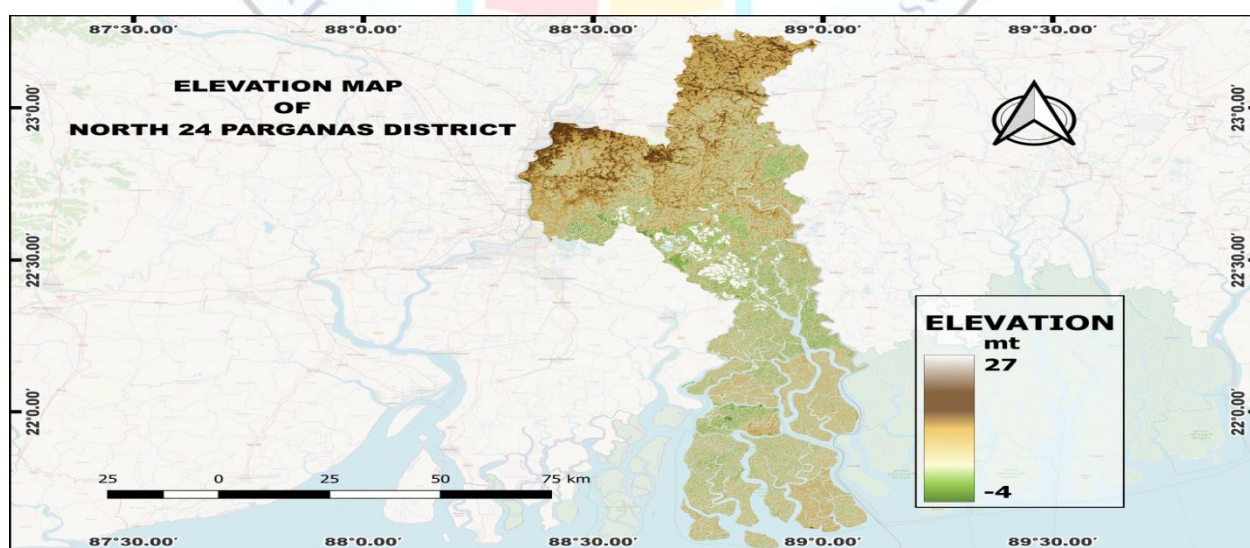 87°30.00′ 88°0.00′ 88°30.00′ 89°0.00′ 89°30.00′
ELEVATION MAP
OF
NORTH 24 PARGANAS DISTRICT
23°0.00′ 23°0.00′
22°30.00′ 22°30.00′
22°0.00′ 22°0.00′
ELEVATION
mt
27
-4
25 0 25 50 75 km
87°30.00′ 88°0.00′ 88°30.00′ 89°0.00′ 89°30.00′